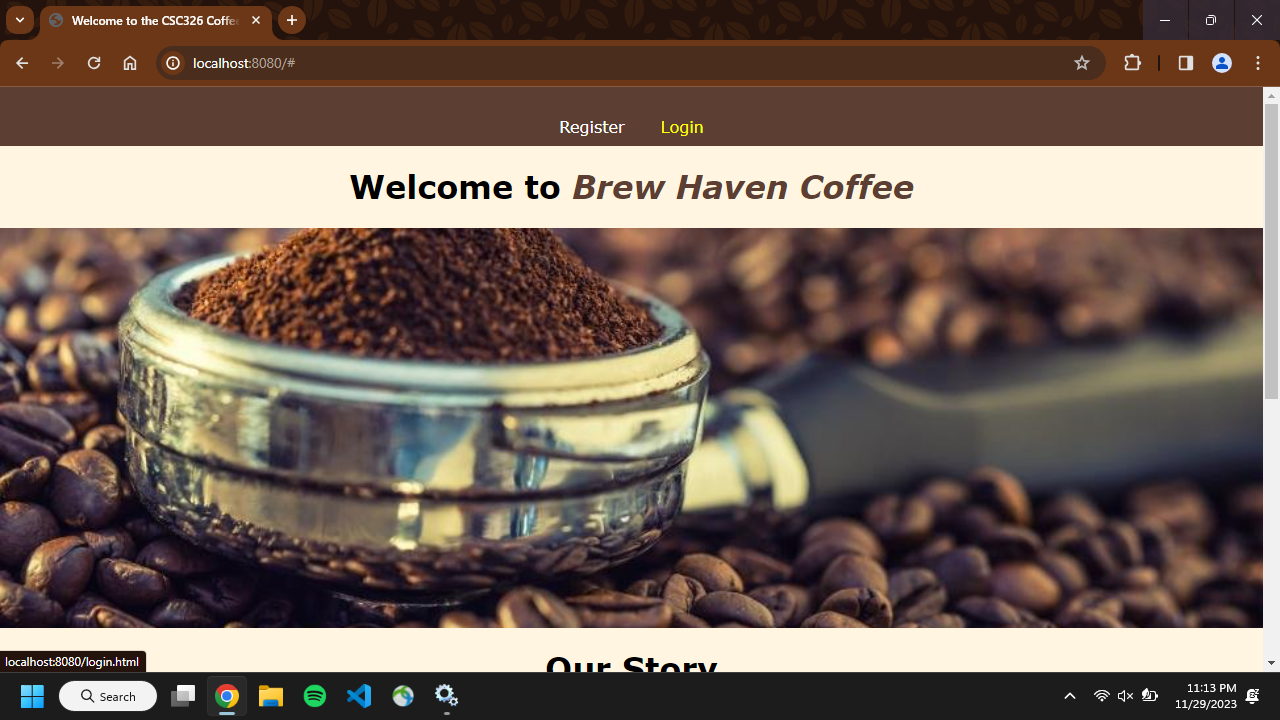 Welcome to the CSC326 Coffe
localhost:8080/#
Register Login
Welcome to Brew Haven Coffee
Our Story
localhost:8080/login.html
Search
11:13 PM
11/29/2023